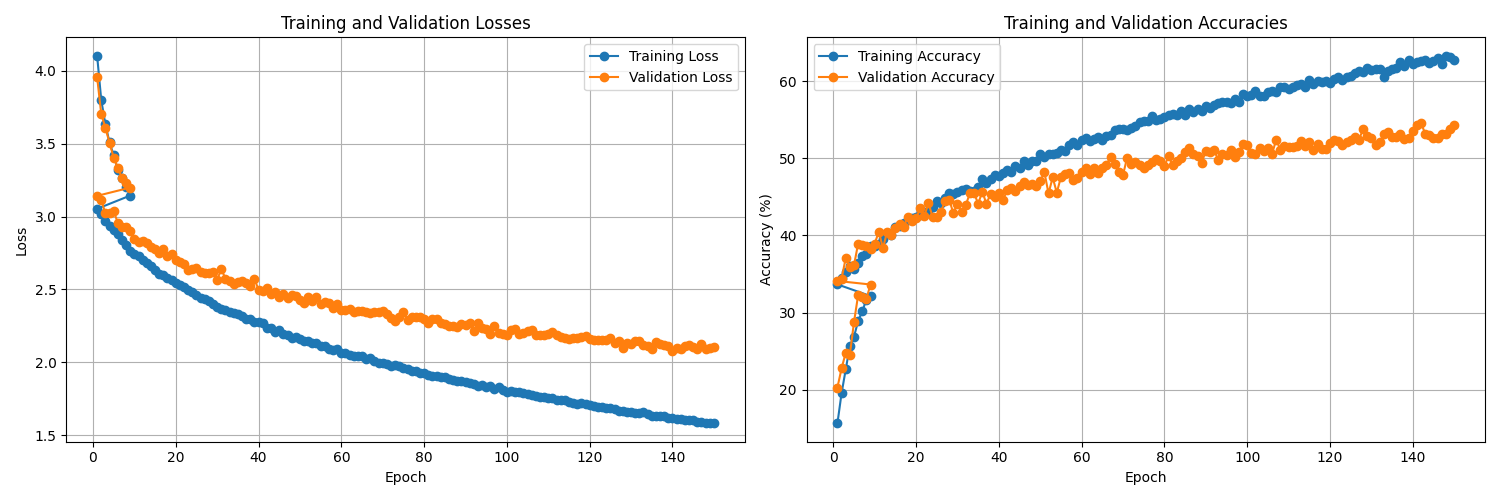 Training and Validation Losses
Training Loss
Validation Loss
4.0
3.5
3.0
2.5
2.0
1.5
Loss
0 20 40 60 80 100 120 140
Epoch
Training and Validation Accuracies
Training Accuracy
Validation Accuracy
60
50
40
30
20
Accuracy (%)
0 20 40 60 80 100 120 140
Epoch